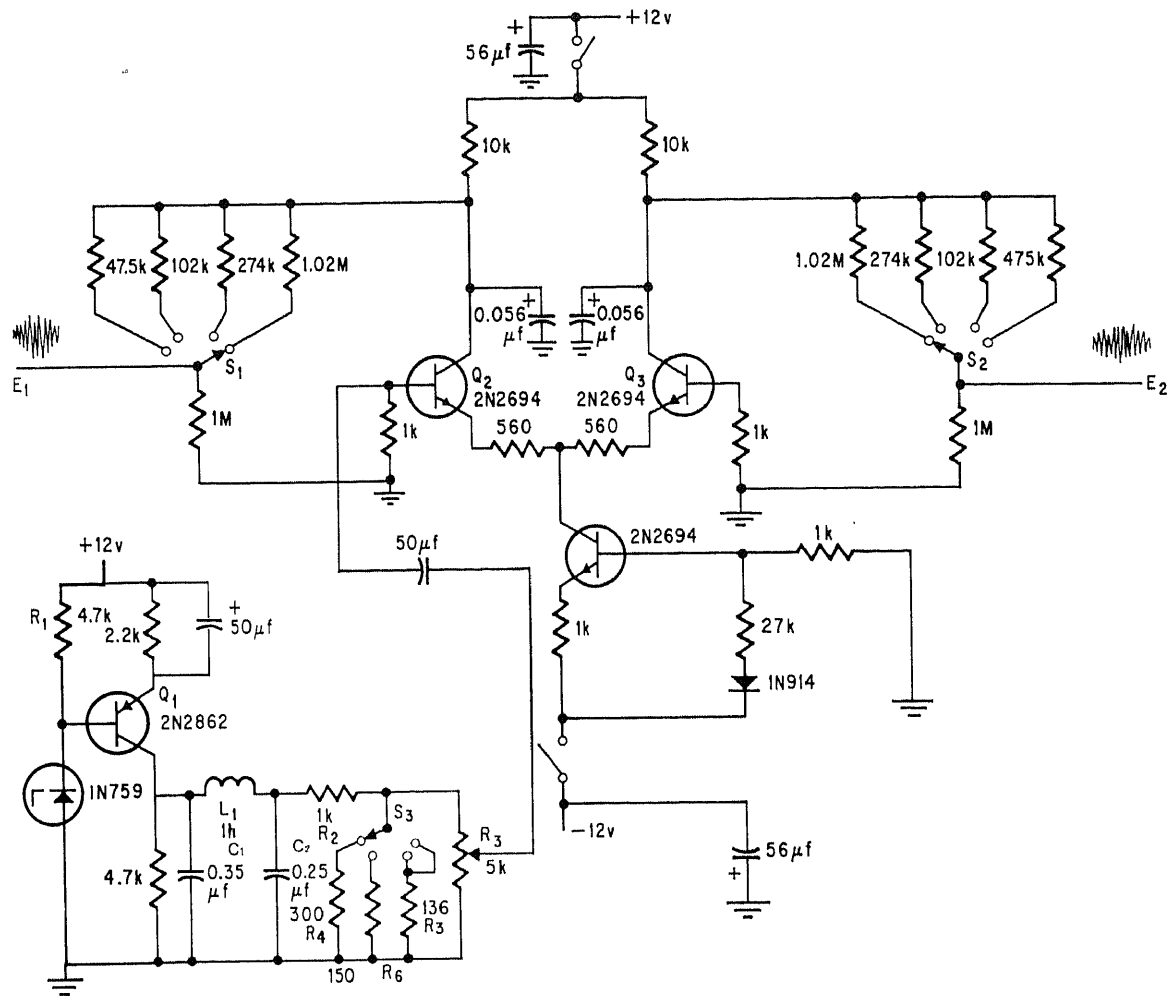 +12v
+
56μf
10k
10k
47.5k
102k
274k
1.02M
1.02M
274k
102k
475k
+
0.056
μf
+
0.056
μf
E1
S1
S2
E2
Q2
2N2694
Q3
2N2694
1M
1k
560
560
1k
1M
50μf
2N2694
1k
+12v
R1
4.7k
2.2k
+
50μf
1k
27k
1N914
Q1
2N2862
1N759
L1
1h
C1
C2
1k
R2
S3
R3
5k
-12v
4.7k
0.35
μf
0.25
μf
300
R4
136
R3
56μf
+
150
R6